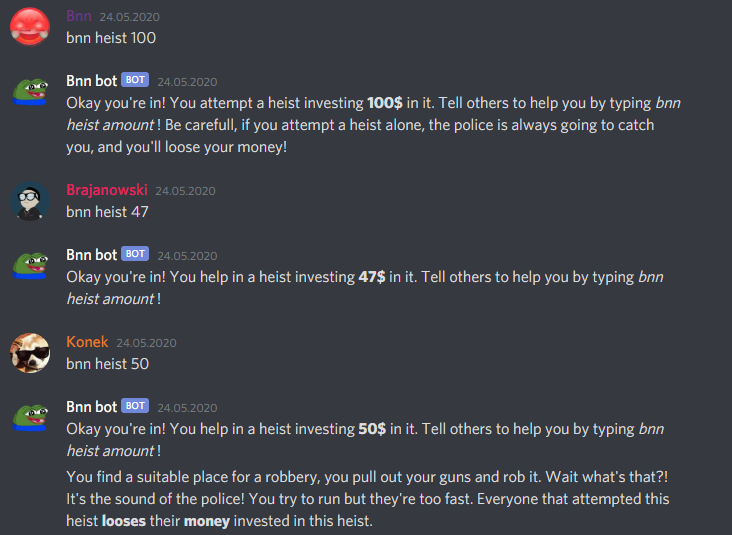 Bnn 24.05.2020
bnn heist 100
Bnn bot BOT 24.05.2020
Okay you're in! You attempt a heist investing 100$ in it. Tell others to help you by typing bnn
heist amount ! Be carefull, if you attempt a heist alone, the police is always going to catch
you, and you'll loose your money!
Brajanowski 24.05.2020
bnn heist 47
Bnn bot BOT 24.05.2020
Okay you're in! You help in a heist investing 47$ in it. Tell others to help you by typing bnn
heist amount !
Konek 24.05.2020
bnn heist 50
Bnn bot BOT 24.05.2020
Okay you're in! You help in a heist investing 50$ in it. Tell others to help you by typing bnn
heist amount !
You find a suitable place for a robbery, you pull out your guns and rob it. Wait what's that?!
It's the sound of the police! You try to run but they're too fast. Everyone that attempted this
heist looses their money invested in this heist.